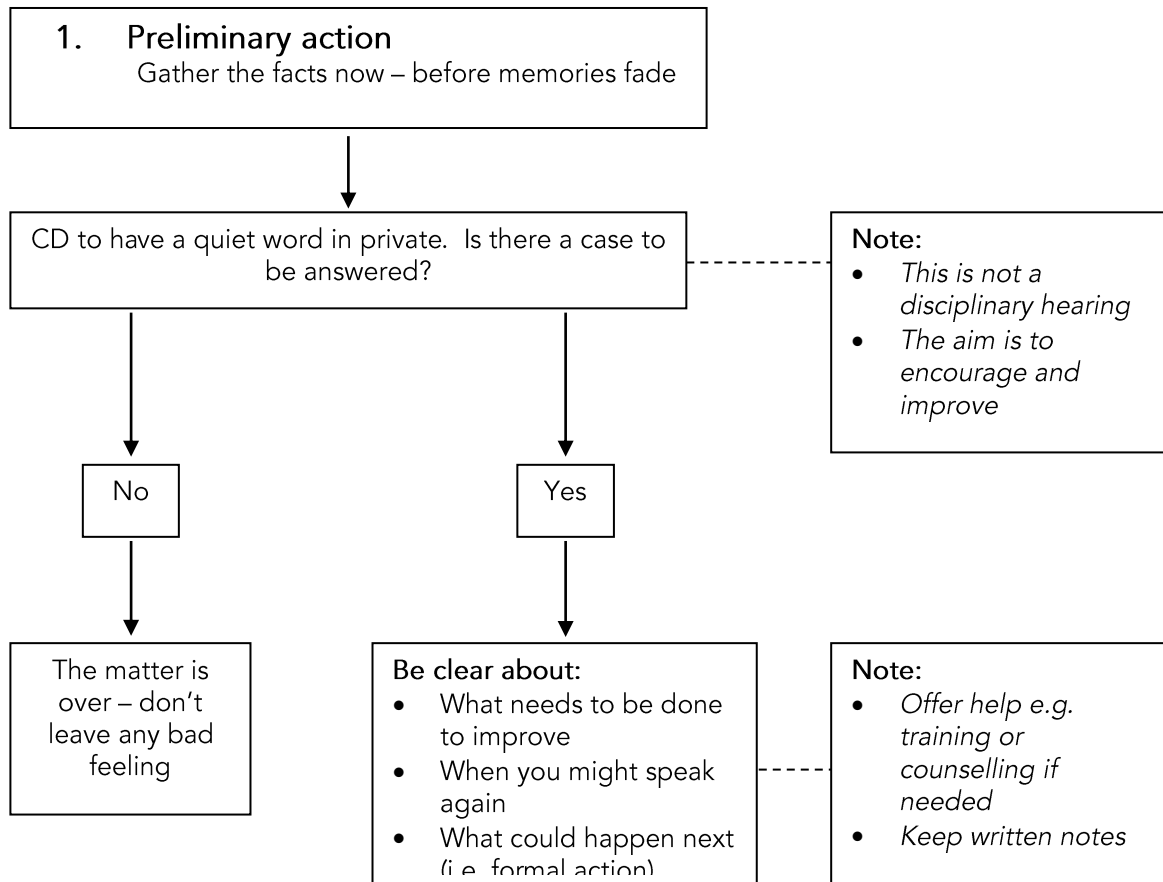 1. Preliminary action
Gather the facts now – before memories fade
CD to have a quiet word in private. Is there a case to
be answered?
Note:
• This is not a
disciplinary hearing
• The aim is to
encourage and
improve
No
Yes
The matter is
over – don’t
leave any bad
feeling
Be clear about:
• What needs to be done
to improve
• When you might speak
again
• What could happen next
(i.e. formal action)
Note:
• Offer help e.g.
training or
counselling if
needed
• Keep written notes